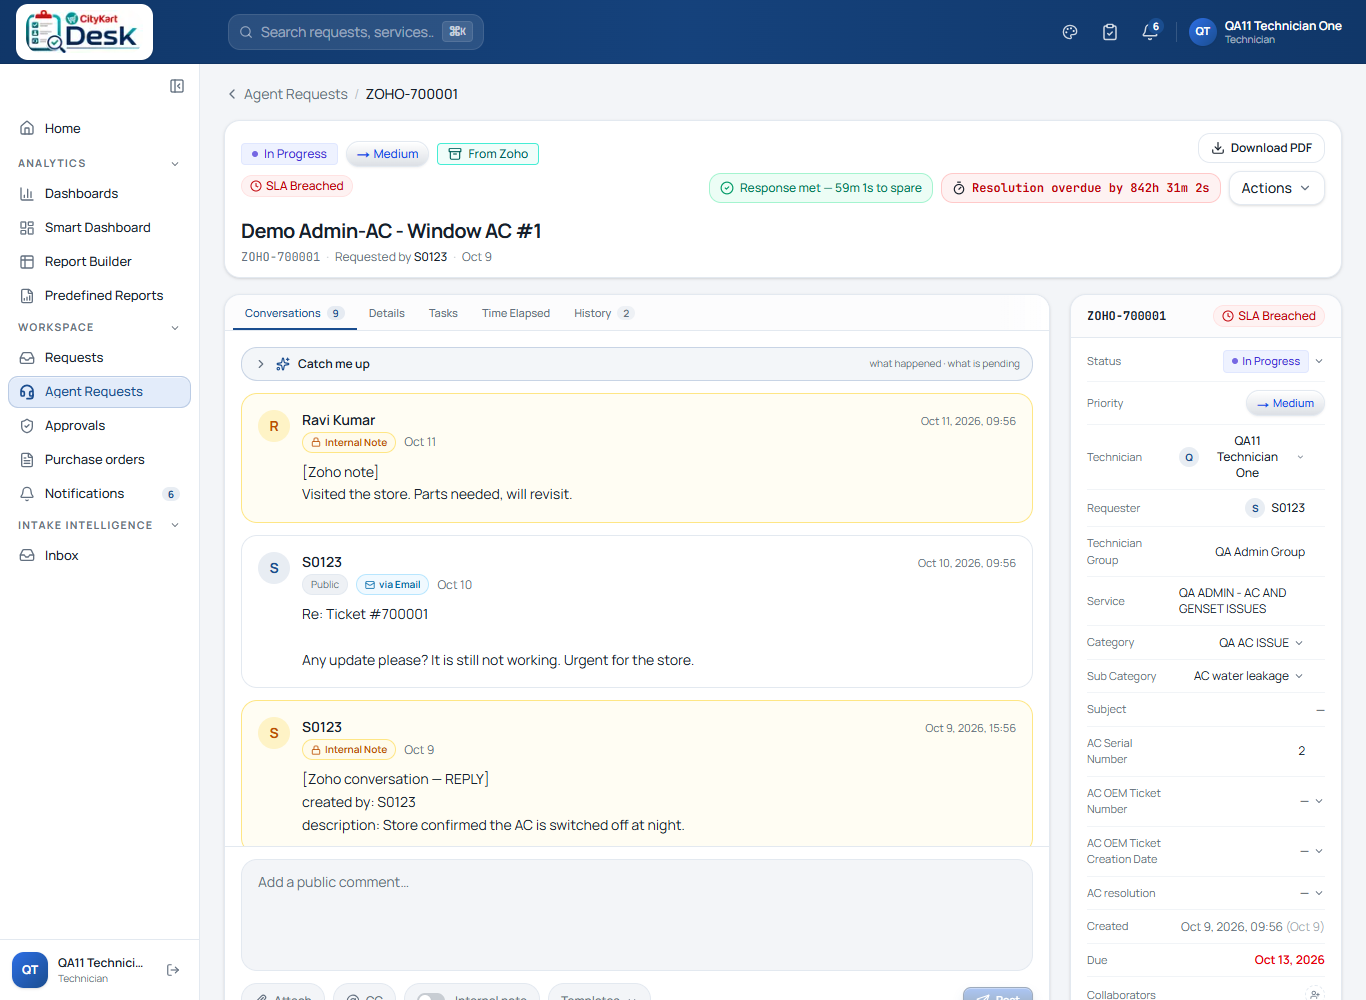 CityKart
Desk
Search requests, services..
⌘K
6
QT
QA11 Technician One
Technician
Home
ANALYTICS
Dashboards
Smart Dashboard
Report Builder
Predefined Reports
WORKSPACE
Requests
Agent Requests
Approvals
Purchase orders
Notifications 6
INTAKE INTELLIGENCE
Inbox
QT
QA11 Technici...
Technician
Agent Requests / ZOHO-700001
In Progress
→ Medium
From Zoho
Download PDF
SLA Breached
Response met — 59m 1s to spare
Resolution overdue by 842h 31m 2s
Actions
Demo Admin-AC - Window AC #1
ZOHO-700001 · Requested by S0123 · Oct 9
Conversations 9
Details
Tasks
Time Elapsed
History 2
Catch me up
what happened · what is pending
R
Ravi Kumar
Oct 11, 2026, 09:56
Internal Note
Oct 11
[Zoho note]
Visited the store. Parts needed, will revisit.
S
S0123
Oct 10, 2026, 09:56
Public
via Email
Oct 10
Re: Ticket #700001
Any update please? It is still not working. Urgent for the store.
S
S0123
Oct 9, 2026, 15:56
Internal Note
Oct 9
[Zoho conversation — REPLY]
created by: S0123
description: Store confirmed the AC is switched off at night.
Add a public comment...
Attach
CC
Internal note
Templates
Post
ZOHO-700001
SLA Breached
Status
In Progress
Priority
→ Medium
Technician
Q
QA11
Technician
One
Requester
S S0123
Technician
Group
QA Admin Group
Service
QA ADMIN - AC AND
GENSET ISSUES
Category
QA AC ISSUE
Sub Category
AC water leakage
Subject
—
AC Serial
Number
2
AC OEM Ticket
Number
—
AC OEM Ticket
Creation Date
—
AC resolution
—
Created
Oct 9, 2026, 09:56 (Oct 9)
Due
Oct 13, 2026
Collaborators